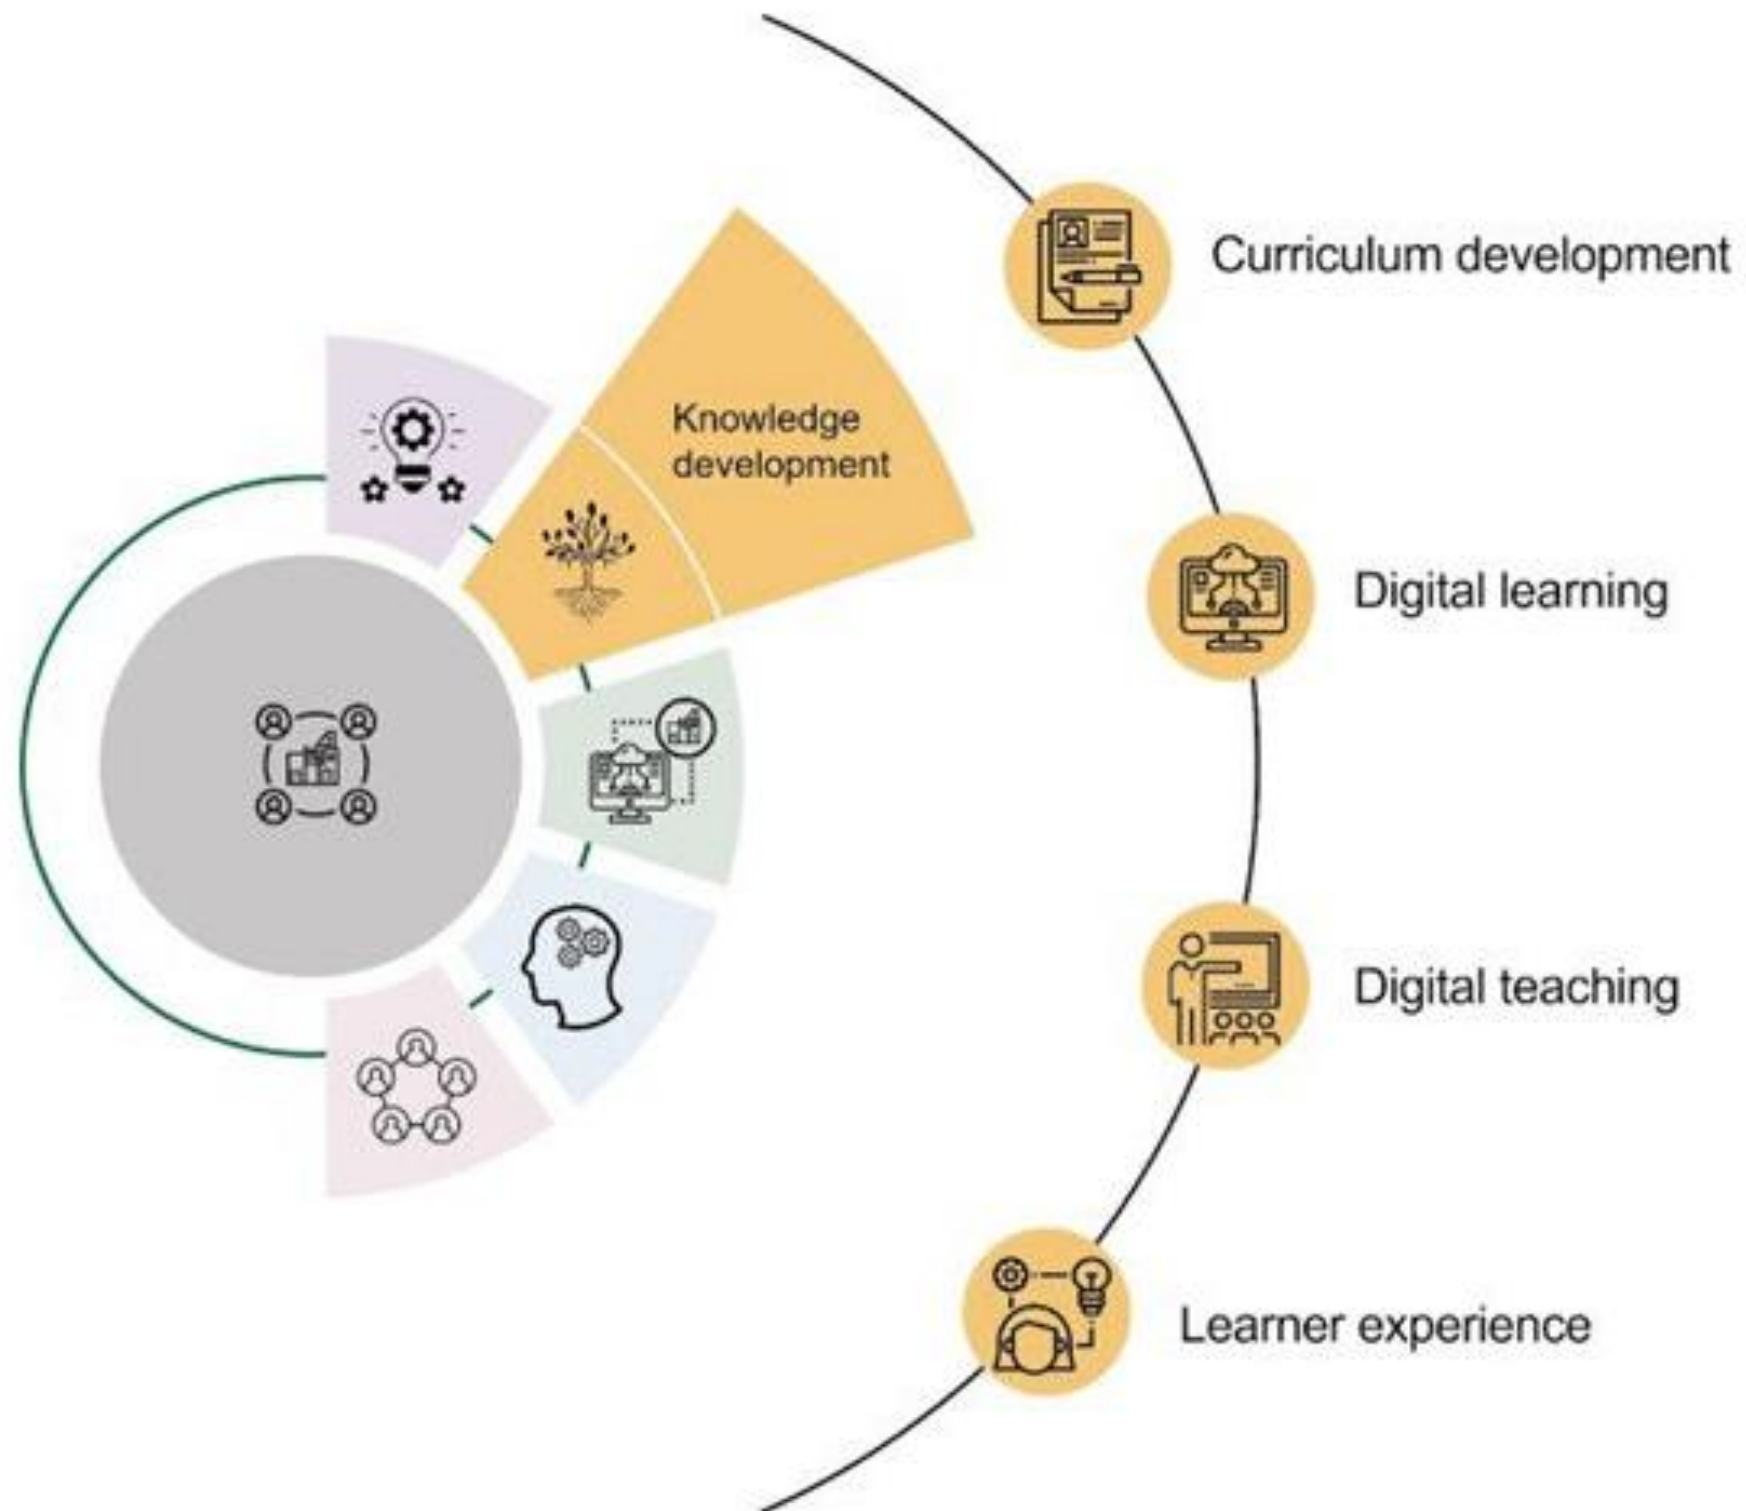 Curriculum development
Knowledge
development
Digital learning
Digital teaching
Learner experience